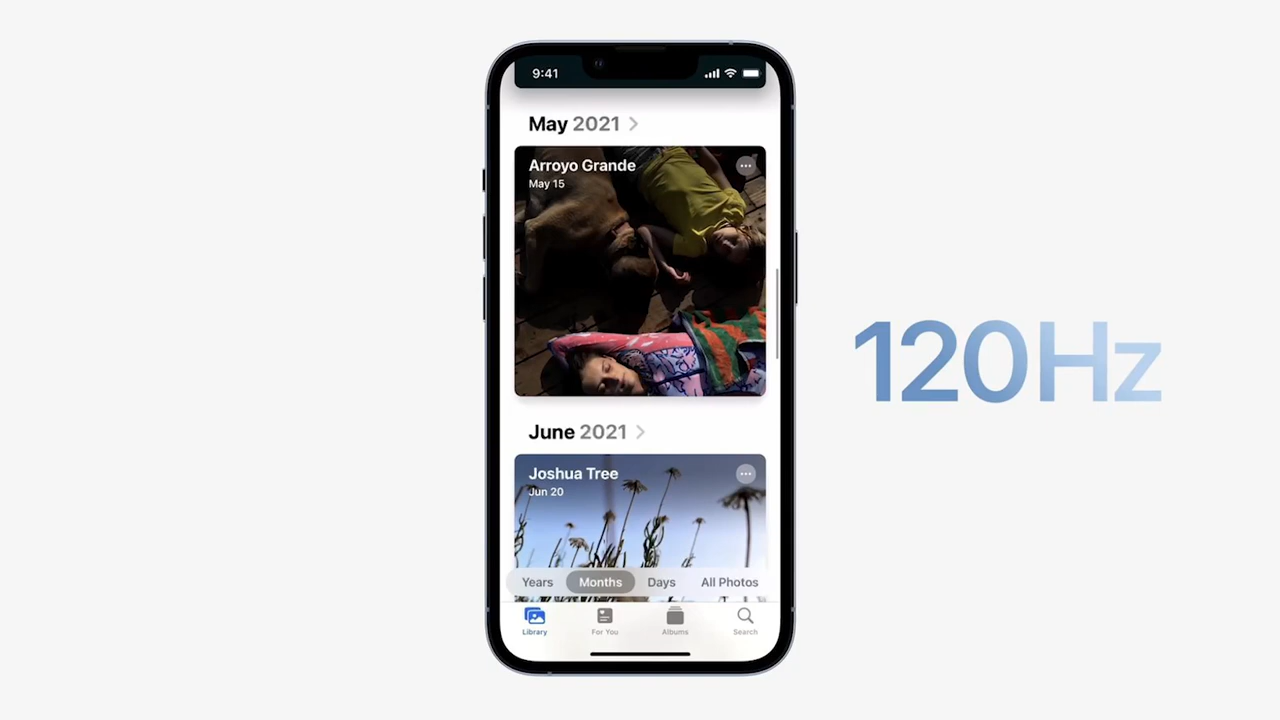 9:41
May 2021
Arroyo Grande
May 15
120Hz
June 2021
Joshua Tree
Jun 20
Years Months Days All Photos
Library For You Albums Search